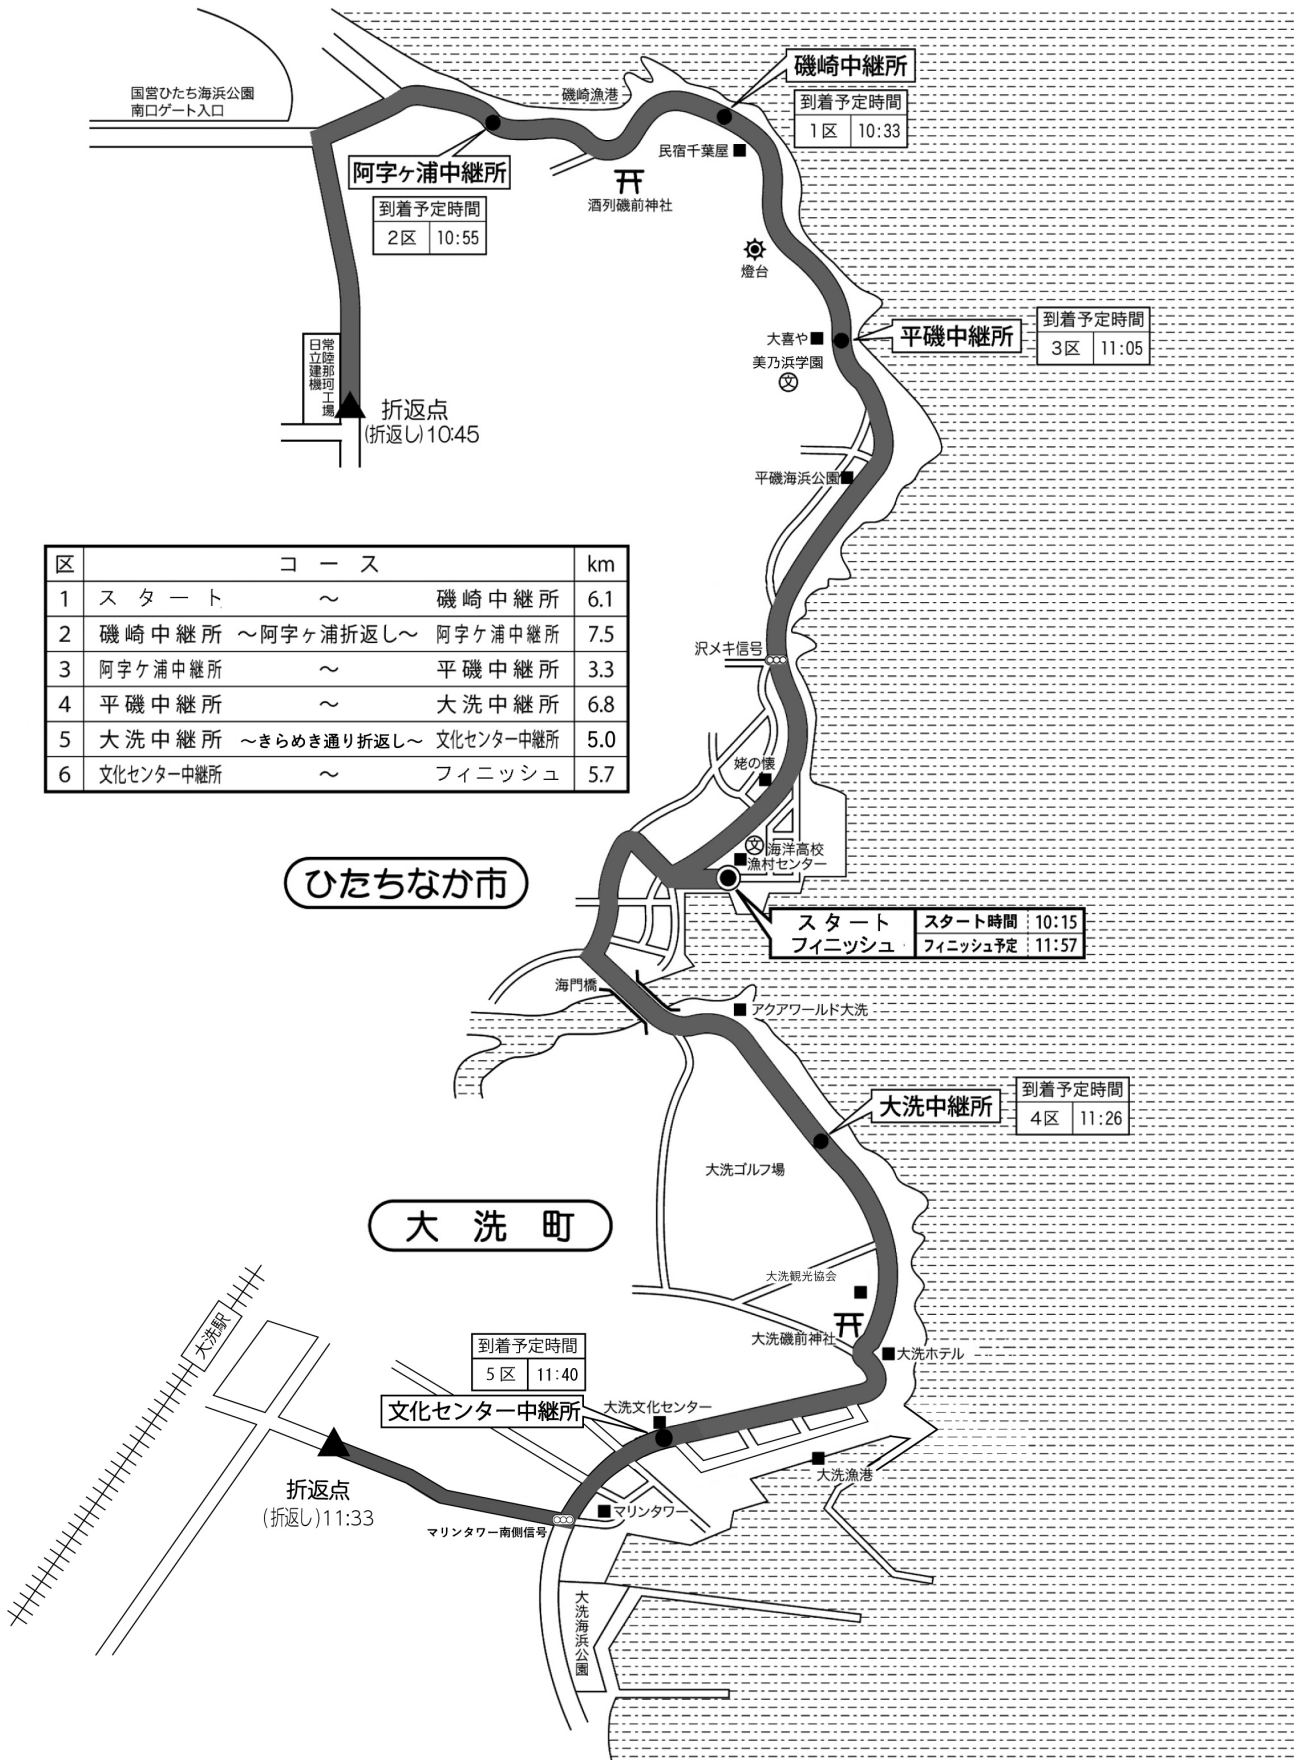 国営ひたち海浜公園
南口ゲート入口
磯崎漁港
磯崎中継所
到着予定時間
1区 10:33
民宿千葉屋
阿字ヶ浦中継所
到着予定時間
2区 10:55
酒列磯前神社
燈台
大喜や
平磯中継所
到着予定時間
3区 11:05
美乃浜学園
文
常陸那珂工場
日立建機
折返点
(折返し)10:45
平磯海浜公園
区 コース km
1 スタート ～ 磯崎中継所 6.1
2 磯崎中継所 ～阿字ヶ浦折返し～ 阿字ケ浦中継所 7.5
3 阿字ケ浦中継所 ～ 平磯中継所 3.3
4 平磯中継所 ～ 大洗中継所 6.8
5 大洗中継所 ～きらめき通り折返し～ 文化センター中継所 5.0
6 文化センター中継所 ～ フィニッシュ 5.7
沢メキ信号
姥の懐
文 海洋高校
漁村センター
ひたちなか市
スタート
フィニッシュ
スタート時間 10:15
フィニッシュ予定 11:57
海門橋
アクアワールド大洗
大洗中継所
到着予定時間
4区 11:26
大洗ゴルフ場
大洗町
大洗観光協会
大洗磯前神社
大洗ホテル
大洗駅
到着予定時間
5区 11:40
文化センター中継所
大洗文化センター
大洗漁港
折返点
(折返し)11:33
マリンタワー
マリンタワー南側信号
大洗海浜公園